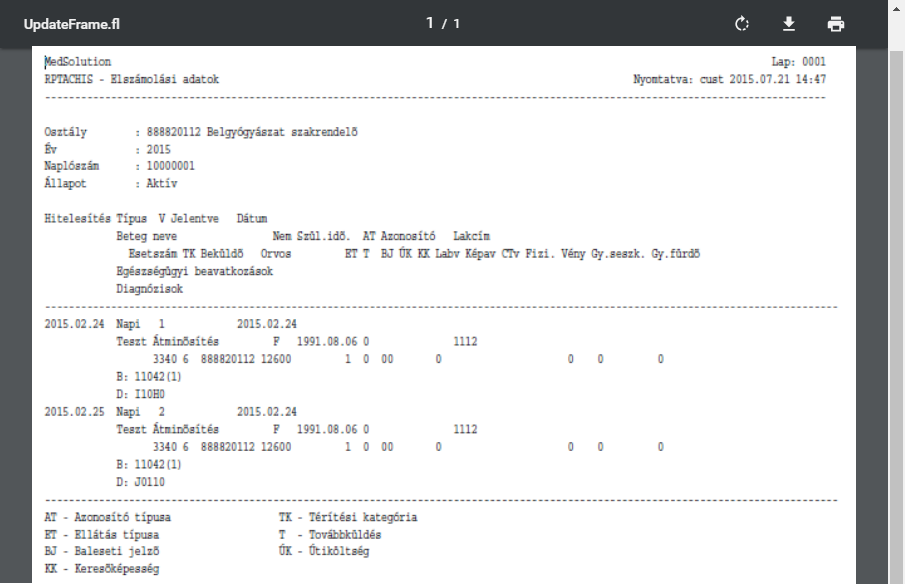 UpdateFrame.fl 1 / 1
MedSolution Lap: 0001
RPTACHIS - Elszámolási adatok Nyomtatva: cust 2015.07.21 14:47
Osztály : 888820112 Belgyógyászat szakrendelő
Év : 2015
Naplószám : 10000001
Állapot : Aktív
Hitelesítés Típus V Jelentve Dátum
Beteg neve Nem Szül.idő. AT Azonosító Lakcím
Esetszám TK Beküldő Orvos ET T BJ ÚK KK Labv Képav CTv Fizi. Vény Gy.seszk. Gy.fürdő
Egészségügyi beavatkozások
Diagnózisok
2015.02.24 Napi 1 2015.02.24
Teszt Átminősítés F 1991.08.06 0 1112
3340 6 888820112 12600 1 0 00 0 0 0 0
B: 11042(1)
D: I10H0
2015.02.25 Napi 2 2015.02.24
Teszt Átminősítés F 1991.08.06 0 1112
3340 6 888820112 12600 1 0 00 0 0 0 0
B: 11042(1)
D: J0110
AT - Azonosító típusa TK - Térítési kategória
ET - Ellátás típusa T - Továbbküldés
BJ - Baleseti jelző ÚK - Útiköltség
KK - Keresőképesség